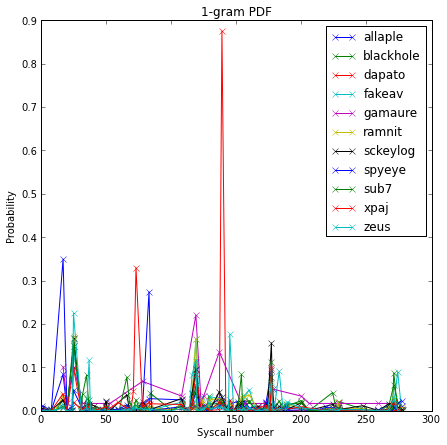 1-gram PDF
0.9
0.8
0.7
0.6
0.5
0.4
0.3
0.2
0.1
0.0
Probability
allaple
blackhole
dapato
fakeav
gamaure
ramnit
sckeylog
spyeye
sub7
xpaj
zeus
0 50 100 150 200 250 300
Syscall number